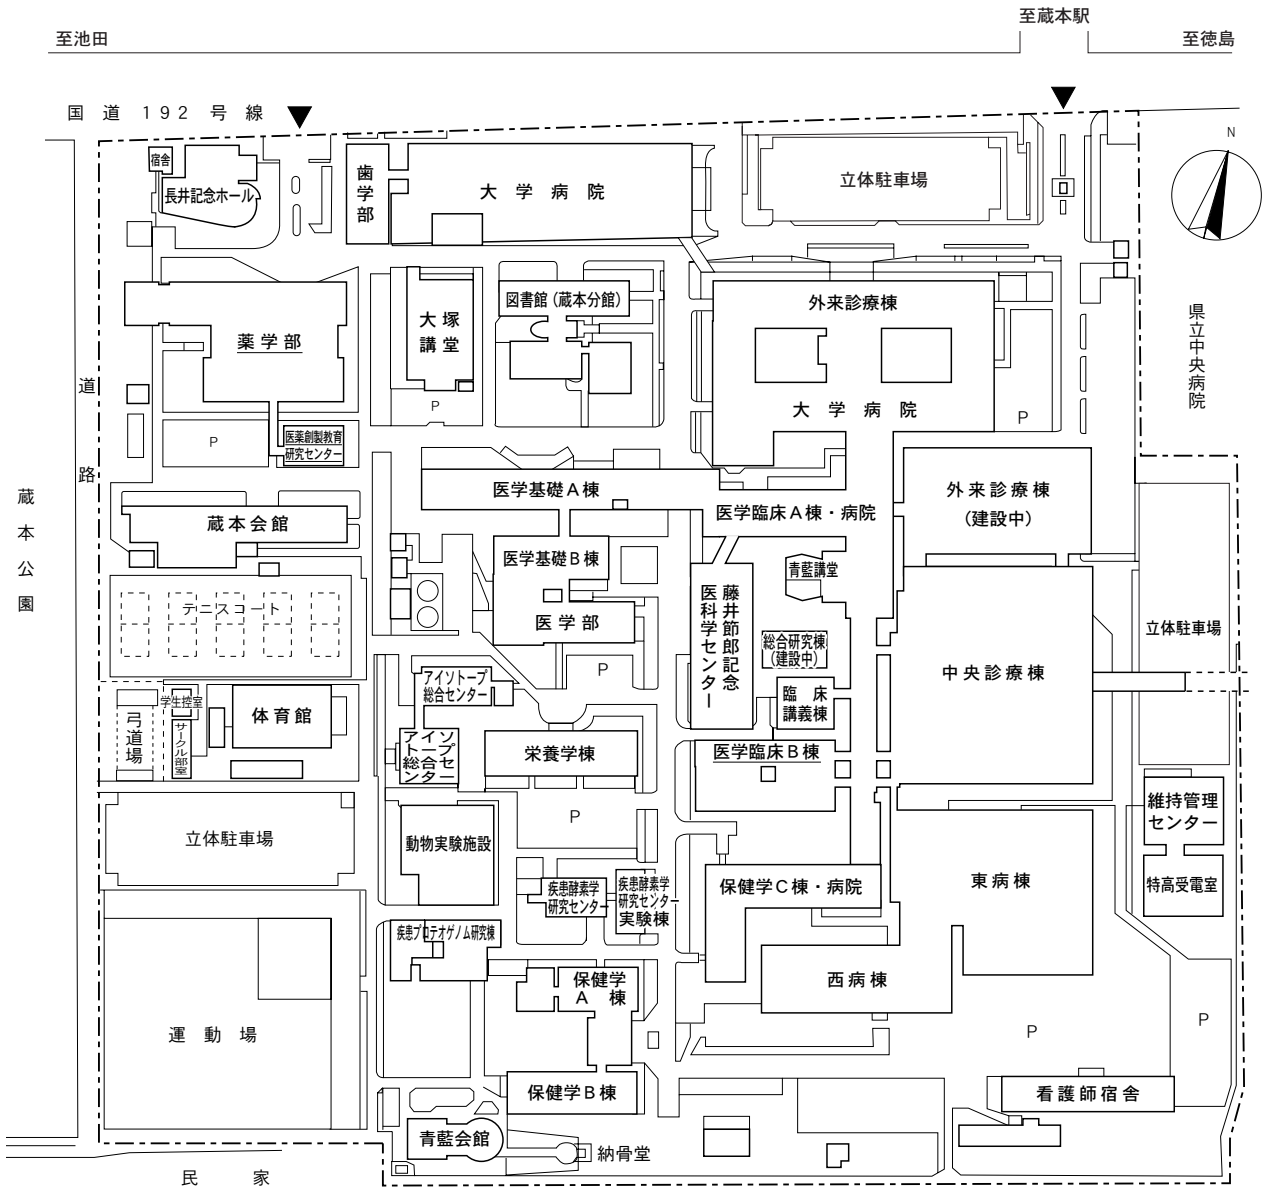 至蔵本駅
至池田
至徳島
国道192号線
N
宿舎
長井記念ホール
歯学部
大学病院
立体駐車場
図書館(蔵本分館)
外来診療棟
大塚
講堂
薬学部
県立中央病院
道路
P
大学病院
P
医薬創製教育
研究センター
P
医学基礎A棟
外来診療棟
(建設中)
蔵本公園
蔵本会館
医学臨床A棟・病院
医学基礎B棟
青藍講堂
テニスコート
藤井節郎記念
医科学センター
医学部
立体駐車場
総合研究棟
(建設中)
P
中央診療棟
アイソトープ
総合センター
臨床
講義棟
学生控室
弓道場
サークル部室
体育館
アイソ
トープ
総合セ
ンター
栄養学棟
医学臨床B棟
維持管理
センター
P
立体駐車場
動物実験施設
東病棟
特高受電室
疾患酵素学
研究センター
疾患酵素学
研究センター
実験棟
保健学C棟・病院
疾患プロテオゲノム研究棟
保健学
A棟
西病棟
運動場
P
P
保健学B棟
看護師宿舎
青藍会館
納骨堂
民家